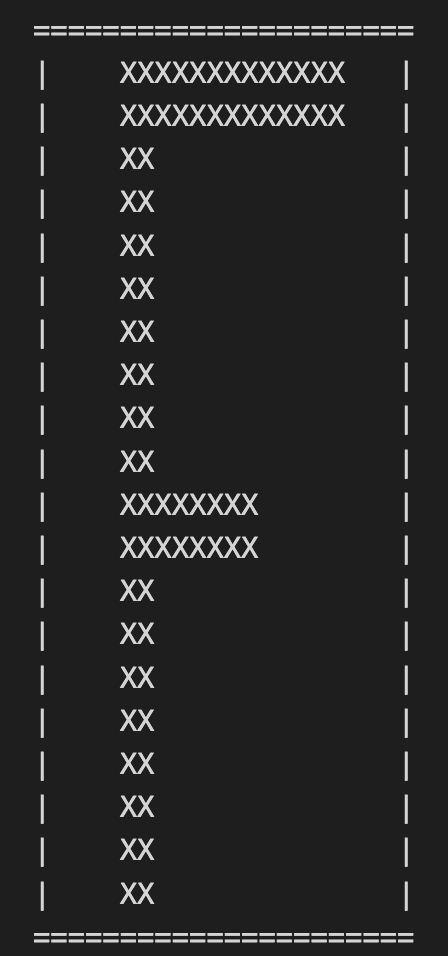 ======================
|    XXXXXXXXXXXXX   |
|    XXXXXXXXXXXXX   |
|    XX              |
|    XX              |
|    XX              |
|    XX              |
|    XX              |
|    XX              |
|    XX              |
|    XX              |
|    XXXXXXXX        |
|    XXXXXXXX        |
|    XX              |
|    XX              |
|    XX              |
|    XX              |
|    XX              |
|    XX              |
|    XX              |
|    XX              |
======================